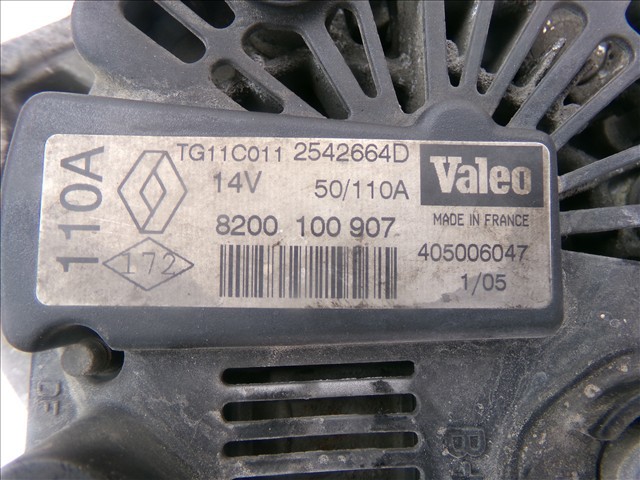 110A
TG11C011 2542664D
14V 50/110A
Valeo
8200 100 907
MADE IN FRANCE
172
405006047
1/05